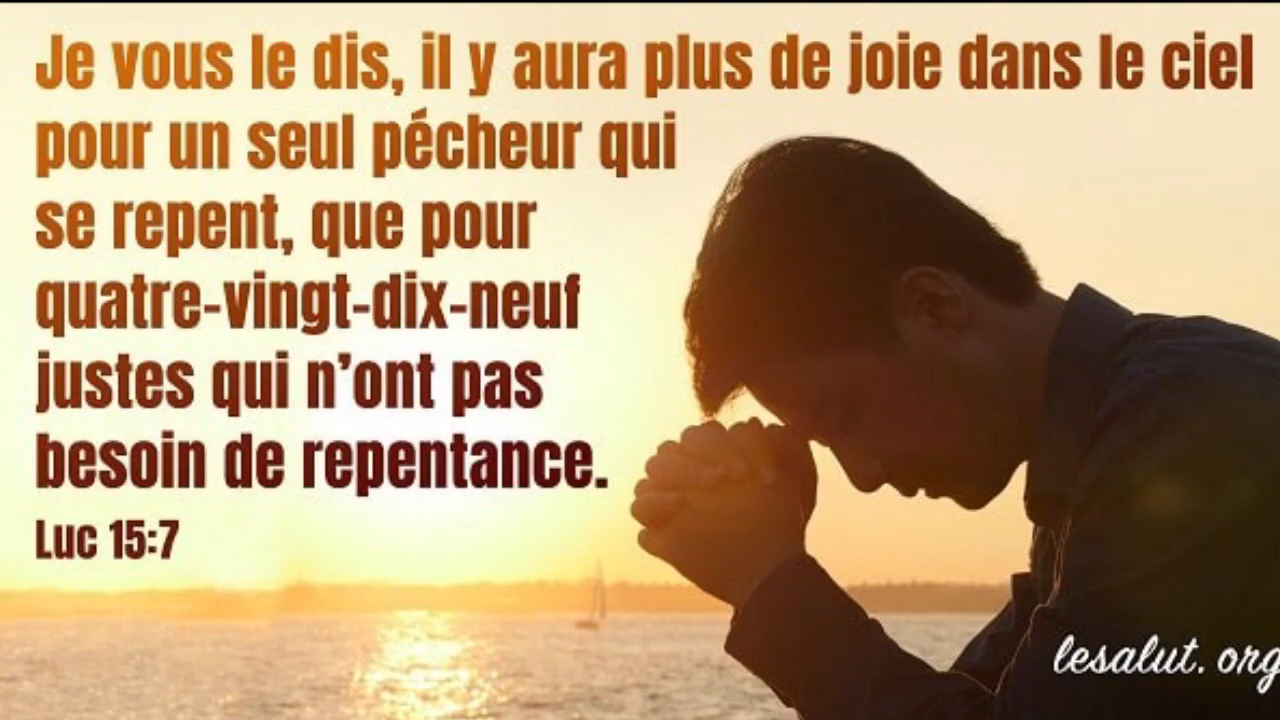 Je vous le dis, il y aura plus de joie dans le ciel
pour un seul pécheur qui
se repent, que pour
quatre-vingt-dix-neuf
justes qui n’ont pas
besoin de repentance.
Luc 15:7
lesalut. org